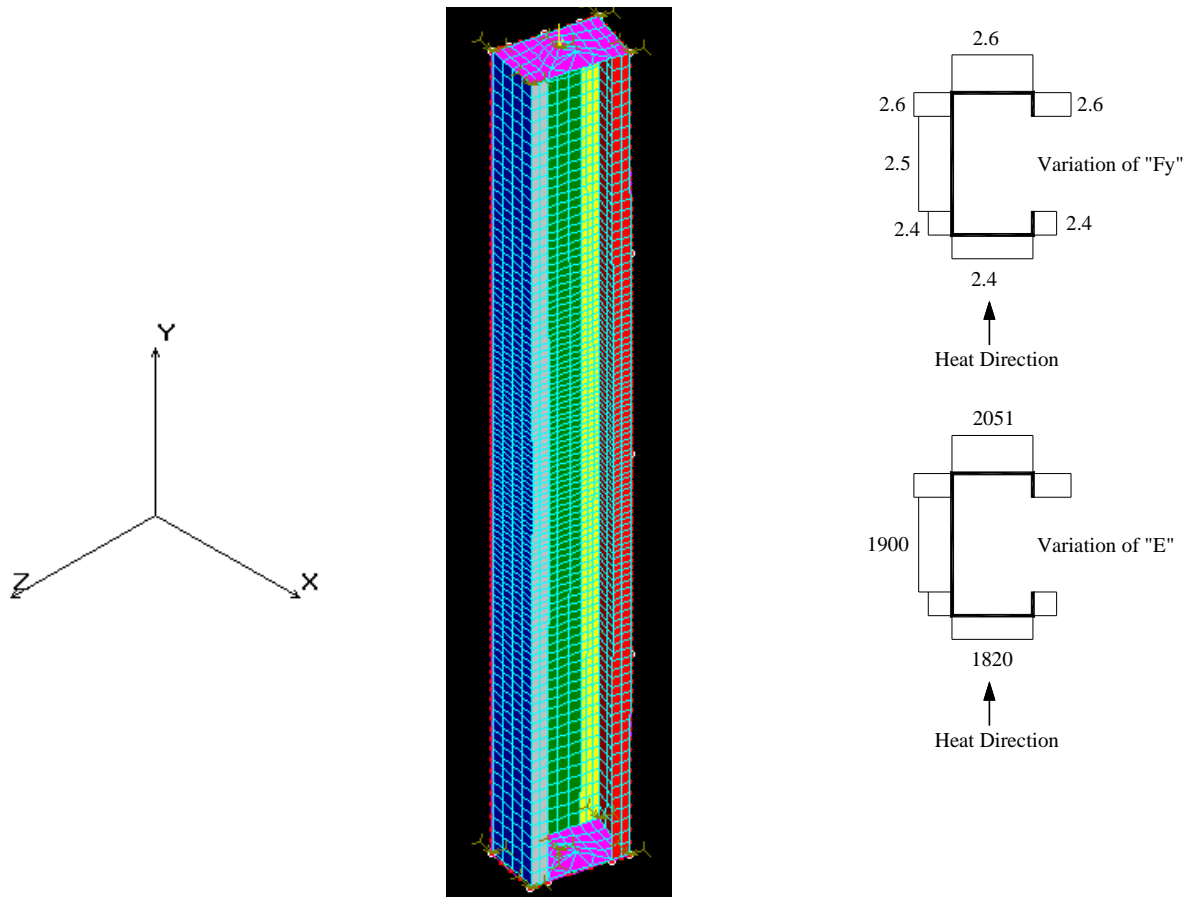 Y
Z
X
2.6
2.6
2.6
2.5
Variation of "Fy"
2.4
2.4
2.4
Heat Direction
2051
1900
Variation of "E"
1820
Heat Direction